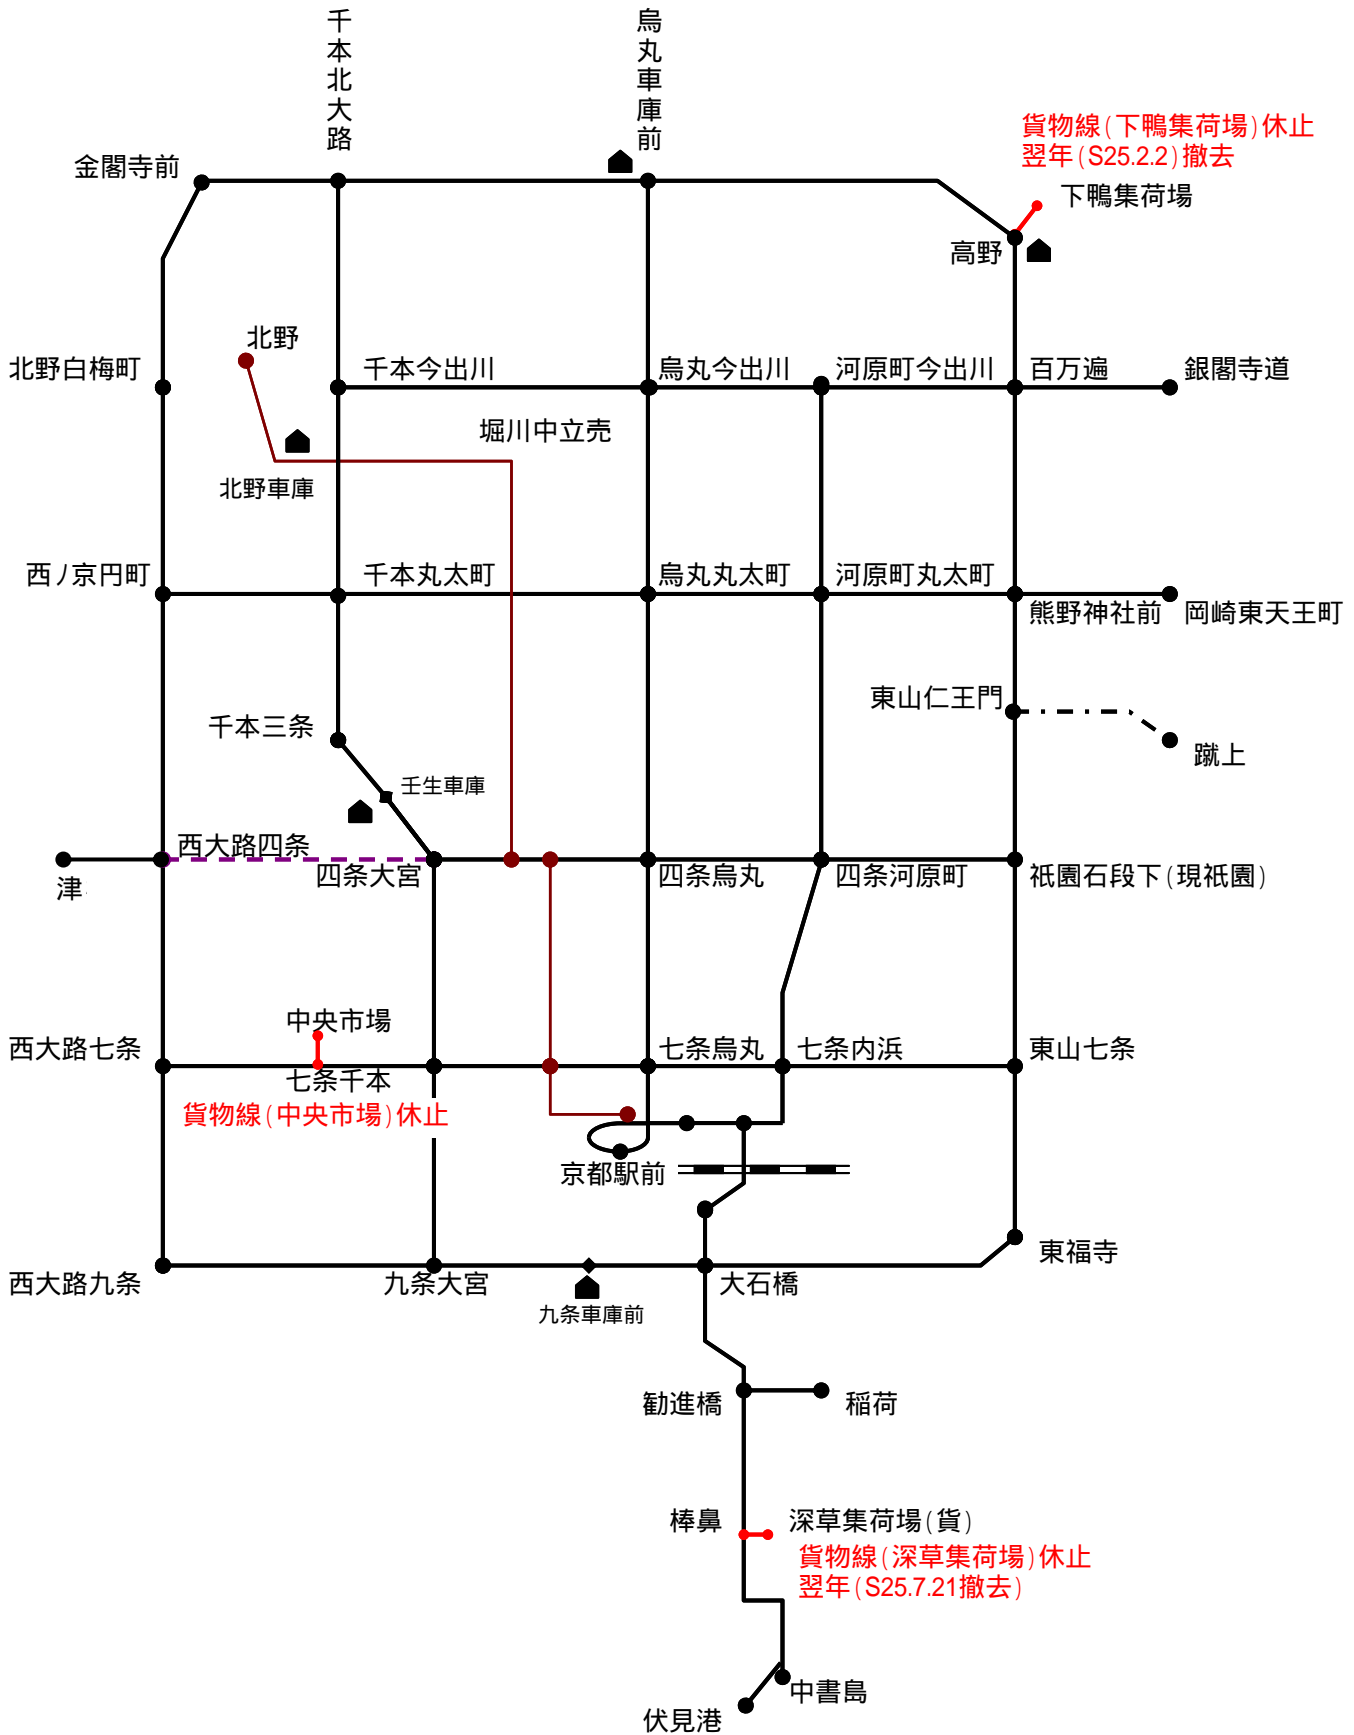 千本北大路
烏丸車庫前
貨物線(下鴨集荷場)休止
翌年(S25.2.2)撤去
金閣寺前
下鴨集荷場
高野
北野
北野白梅町
千本今出川
烏丸今出川
河原町今出川
百万遍
銀閣寺道
堀川中立売
北野車庫
西ノ京円町
千本丸太町
烏丸丸太町
河原町丸太町
熊野神社前
岡崎東天王町
東山仁王門
千本三条
蹴上
壬生車庫
西大路四条
津
四条大宮
四条烏丸
四条河原町
祇園石段下(現祇園)
中央市場
西大路七条
七条烏丸
七条内浜
東山七条
七条千本
貨物線(中央市場)休止
京都駅前
東福寺
西大路九条
九条大宮
大石橋
九条車庫前
勧進橋
稲荷
棒鼻
深草集荷場(貨)
貨物線(深草集荷場)休止
翌年(S25.7.21撤去)
中書島
伏見港